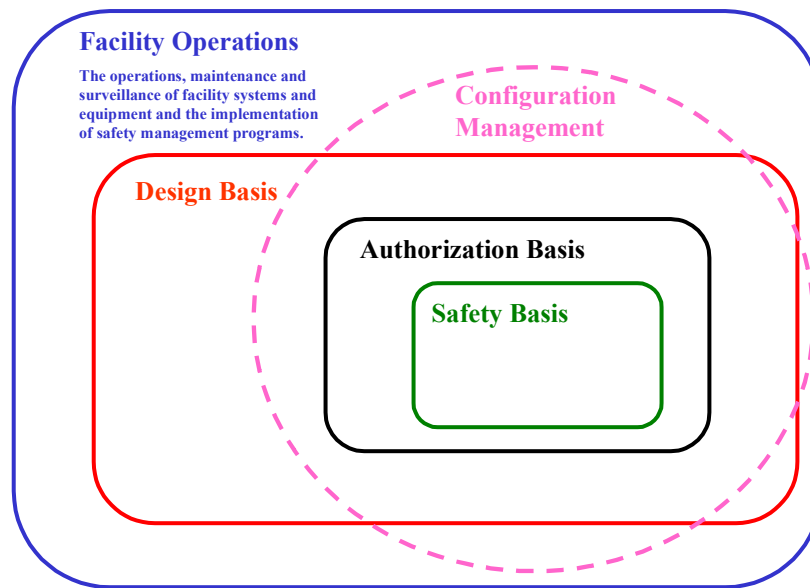 Facility Operations
The operations, maintenance and
surveillance of facility systems and
equipment and the implementation
of safety management programs.
Configuration
Management
Design Basis
Authorization Basis
Safety Basis